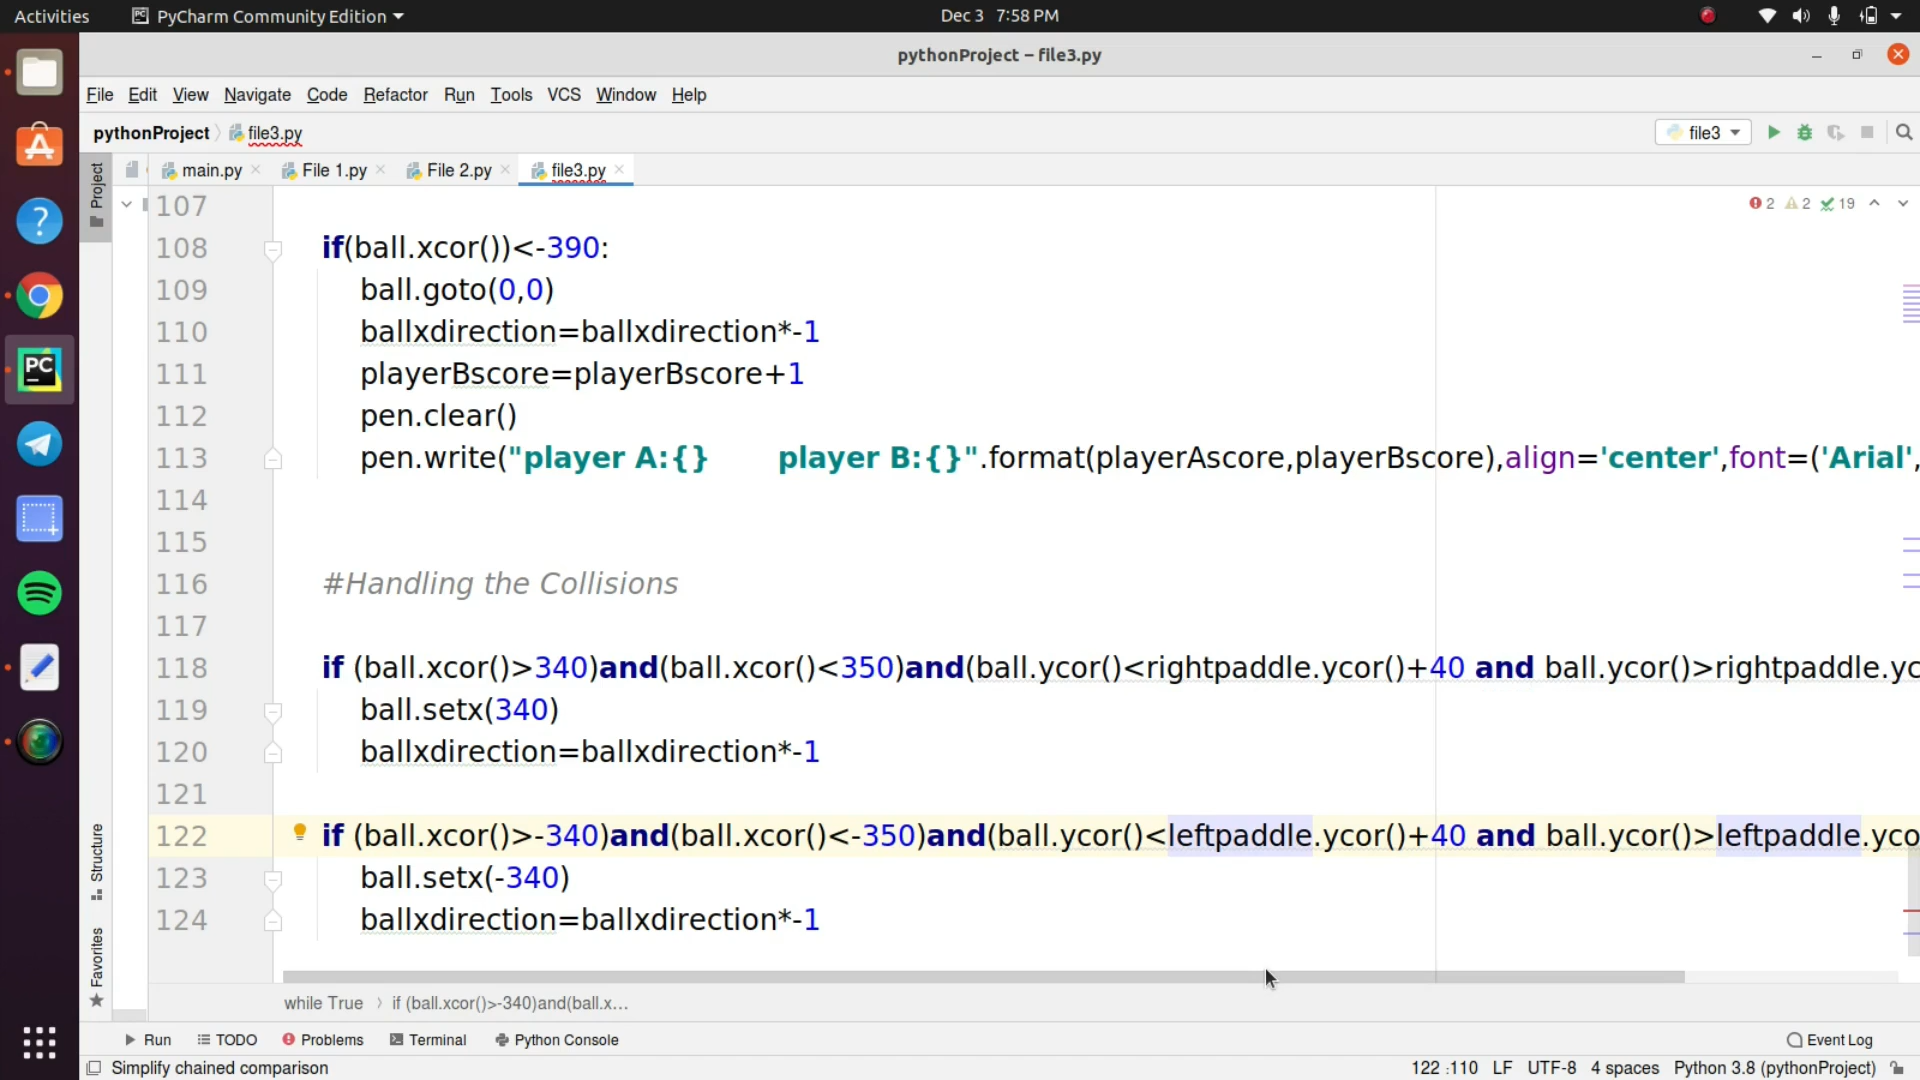 Activities PyCharm Community Edition Dec 3 7:58 PM
pythonProject – file3.py
File Edit View Navigate Code Refactor Run Tools VCS Window Help
pythonProject file3.py file3
main.py File 1.py File 2.py file3.py
Project
2 2 19
107
108 if(ball.xcor())<-390:
109 ball.goto(0,0)
110 ballxdirection=ballxdirection*-1
111 playerBscore=playerBscore+1
112 pen.clear()
113 pen.write("player A:{} player B:{}".format(playerAscore,playerBscore),align='center',font=('Arial',
114
115
116 #Handling the Collisions
117
118 if (ball.xcor()>340)and(ball.xcor()<350)and(ball.ycor()<rightpaddle.ycor()+40 and ball.ycor()>rightpaddle.yc
119 ball.setx(340)
120 ballxdirection=ballxdirection*-1
121
122 if (ball.xcor()>-340)and(ball.xcor()<-350)and(ball.ycor()<leftpaddle.ycor()+40 and ball.ycor()>leftpaddle.yco
123 ball.setx(-340)
124 ballxdirection=ballxdirection*-1
Structure
Favorites
while True if (ball.xcor()>-340)and(ball.x...
Run TODO Problems Terminal Python Console Event Log
Simplify chained comparison 122:110 LF UTF-8 4 spaces Python 3.8 (pythonProject)